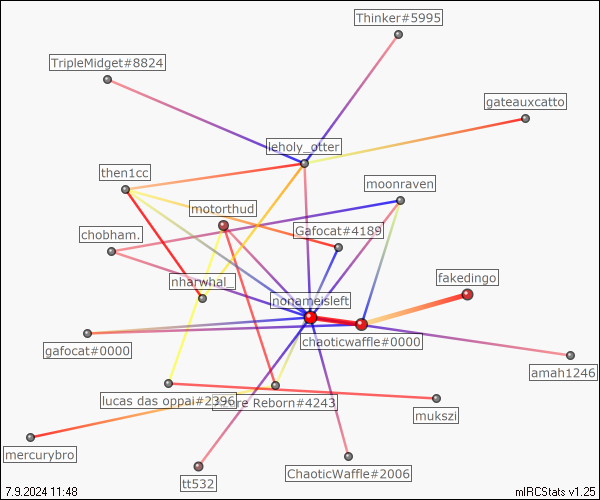 Thinker#5995
TripleMidget#8824
gateauxcatto
leholy_otter
then1cc
moonraven
motorthud
chobham.
Gafocat#4189
nharwhal_
fakedingo
nonameisleft
chaoticwaffle#0000
gafocat#0000
amah1246
lucas das oppai#2396
Reborn#4243
mukszi
mercurybro
ChaoticWaffle#2006
tt532
7.9.2024 11:48
mIRCStats v1.25